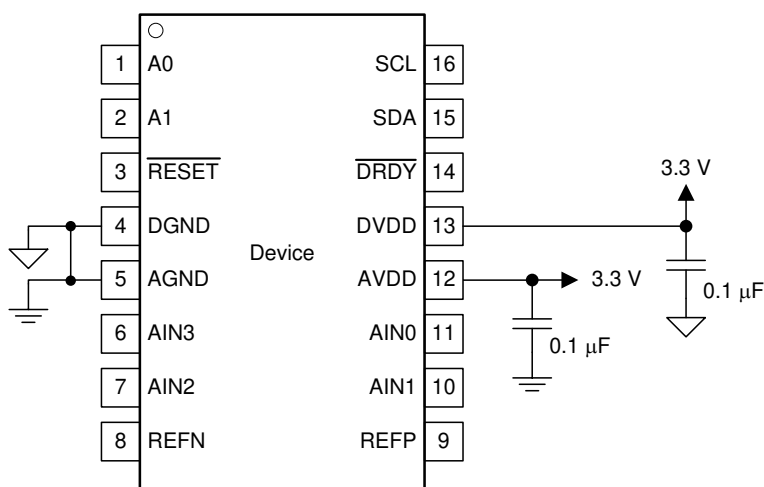 1 A0 SCL 16
2 A1 SDA 15
3 RESET DRDY 14
3.3 V
4 DGND DVDD 13
Device
5 AGND AVDD 12 3.3 V
0.1 μF
6 AIN3 AIN0 11 0.1 μF
7 AIN2 AIN1 10
8 REFN REFP 9